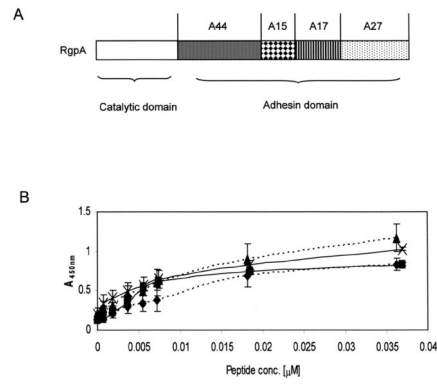 A
A44 A15 A17 A27
RgpA
Catalytic domain Adhesin domain
B
1.5
1
0.5
0
A 450nm
0 0.005 0.01 0.015 0.02 0.025 0.03 0.035 0.04
Peptide conc. [µM]